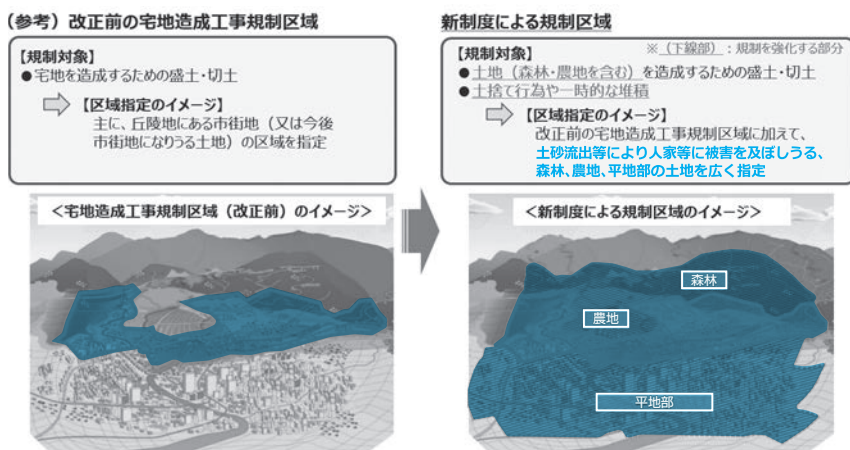 (参考) 改正前の宅地造成工事規制区域
【規制対象】
●宅地を造成するための盛土・切土
【区域指定のイメージ】
主に、丘陵地にある市街地(又は今後
市街地になりうる土地)の区域を指定
<宅地造成工事規制区域(改正前)のイメージ>
新制度による規制区域
【規制対象】
※(下線部):規制を強化する部分
●土地(森林・農地を含む)を造成するための盛土・切土
●土捨て行為や一時的な堆積
【区域指定のイメージ】
改正前の宅地造成工事規制区域に加えて、
土砂流出等により人家等に被害を及ぼしうる、
森林、農地、平地部の土地を広く指定
<新制度による規制区域のイメージ>
森林
農地
平地部